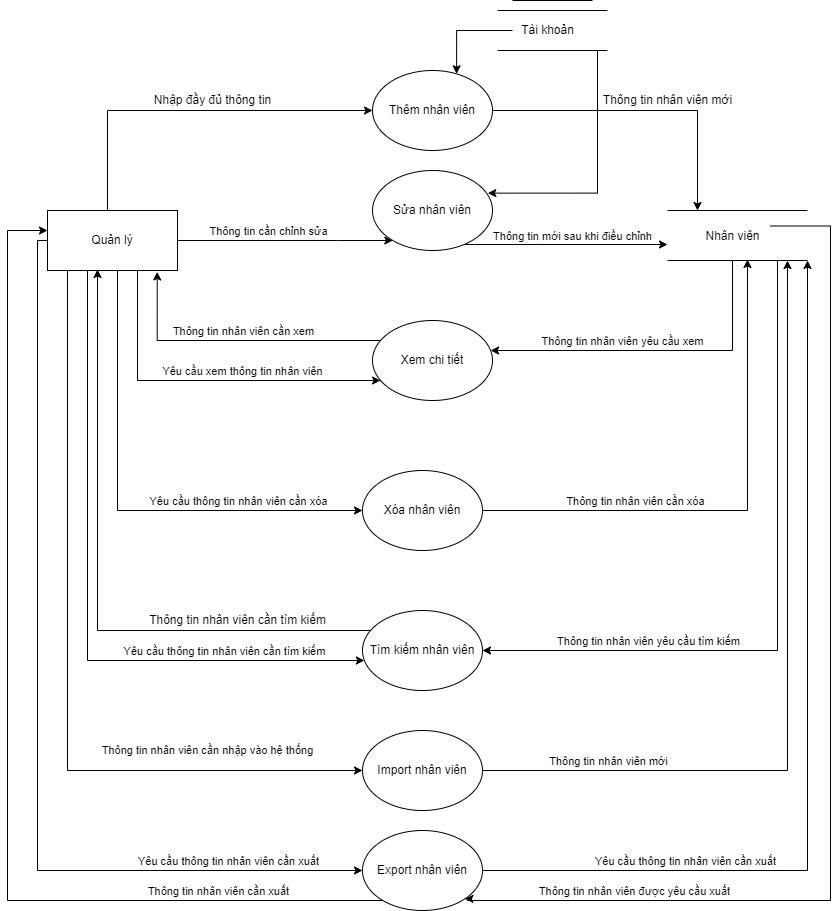 Tài khoản
Nhập đầy đủ thông tin
Thêm nhân viên
Thông tin nhân viên mới
Sửa nhân viên
Quản lý
Thông tin cần chỉnh sửa
Thông tin mới sau khi điều chỉnh
Nhân viên
Thông tin nhân viên cần xem
Thông tin nhân viên yêu cầu xem
Xem chi tiết
Yêu cầu xem thông tin nhân viên
Yêu cầu thông tin nhân viên cần xóa
Thông tin nhân viên cần xóa
Xóa nhân viên
Thông tin nhân viên cần tìm kiếm
Thông tin nhân viên yêu cầu tìm kiếm
Tìm kiếm nhân viên
Yêu cầu thông tin nhân viên cần tìm kiếm
Thông tin nhân viên cần nhập vào hệ thống
Thông tin nhân viên mới
Import nhân viên
Yêu cầu thông tin nhân viên cần xuất
Yêu cầu thông tin nhân viên cần xuất
Export nhân viên
Thông tin nhân viên cần xuất
Thông tin nhân viên được yêu cầu xuất